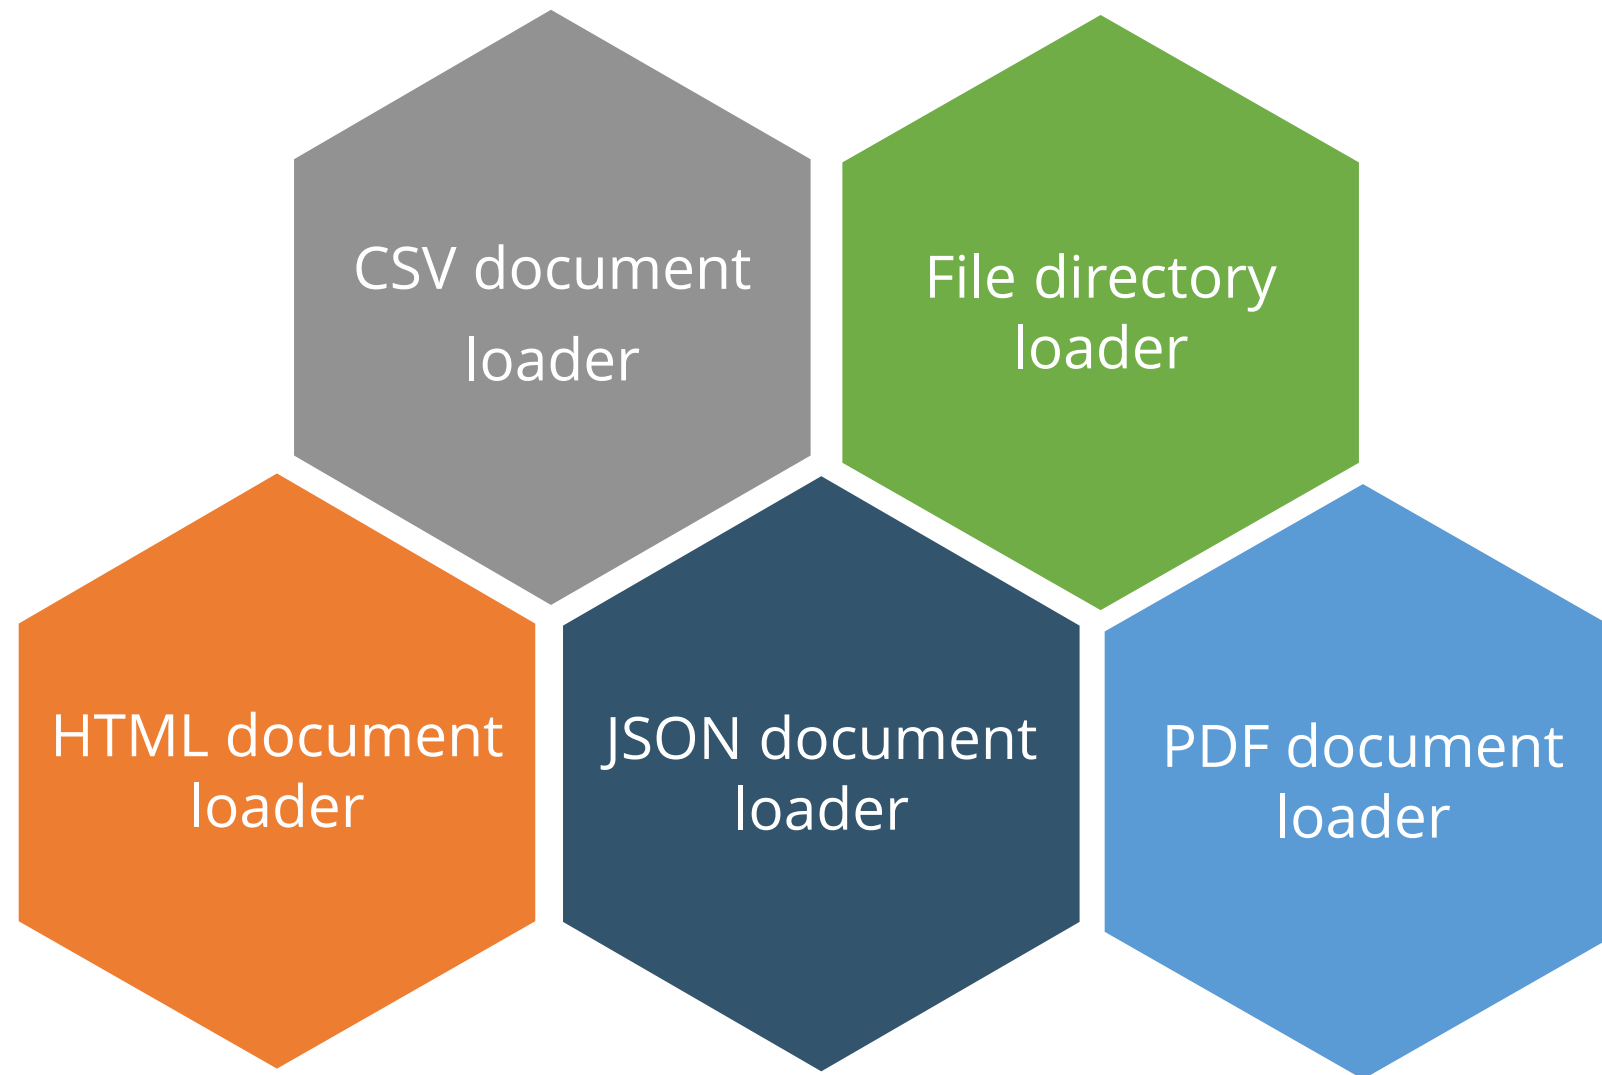 CSV document
loader
File directory
loader
HTML document
loader
JSON document
loader
PDF document
loader